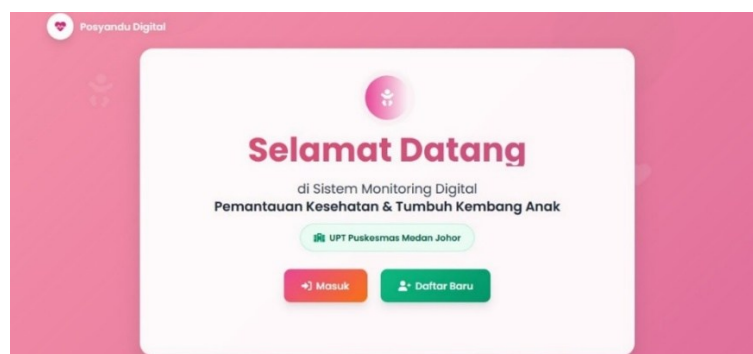 Posyandu Digital
Selamat Datang
di Sistem Monitoring Digital
Pemantauan Kesehatan & Tumbuh Kembang Anak
UPT Puskesmas Medan Johor
Masuk
Daftar Baru